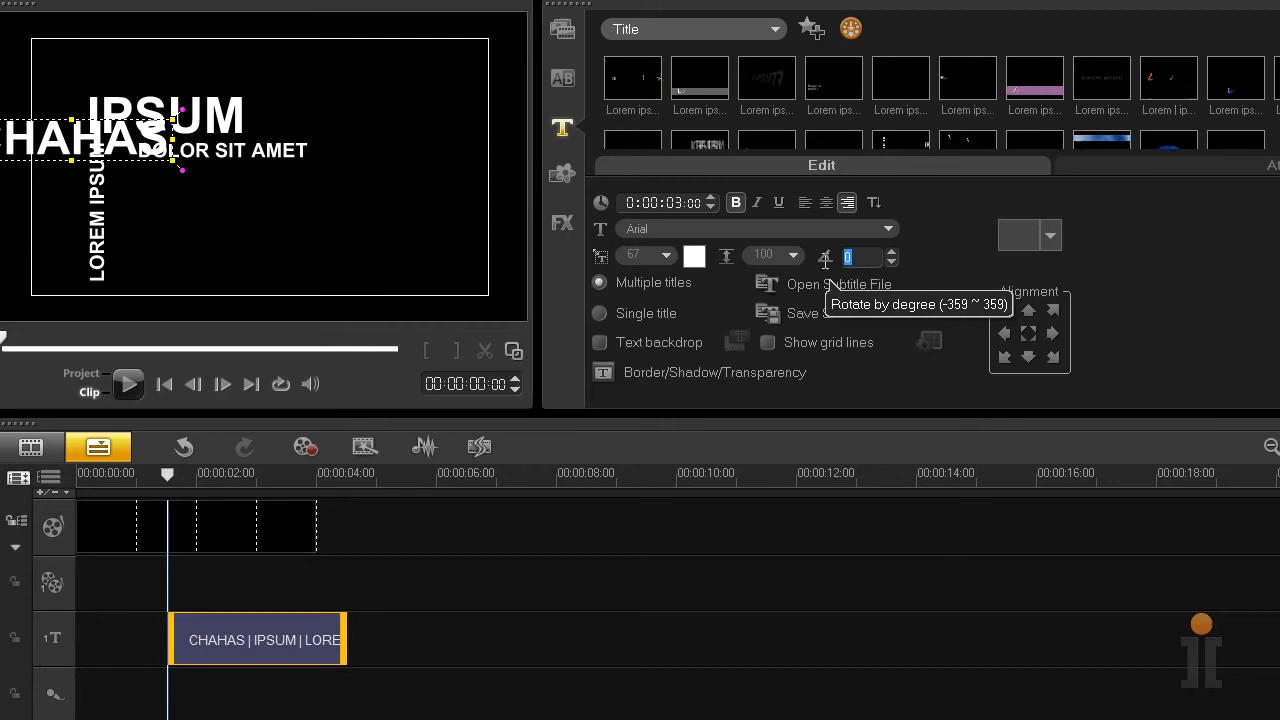 Title
IPSUM
CHAHAS
DOLOR SIT AMET
LOREM IPSUM
AB
T
FX
Lorem ips...
Lorem ips...
Lorem ips...
Lorem ips...
Lorem ips...
Lorem ips...
Lorem ips...
Lorem | ip...
Lorem ips...
Edit
0:00:03:00
B I U
Arial
67
100
0
Multiple titles
Open Subtitle File
Rotate by degree (-359 ~ 359)
Single title
Save S
Alignment
Text backdrop
Show grid lines
Border/Shadow/Transparency
Project
Clip
00:00:00:00
00:00:00:00
00:00:02:00
00:00:04:00
00:00:06:00
00:00:08:00
00:00:10:00
00:00:12:00
00:00:14:00
00:00:16:00
00:00:18:00
1
1T
CHAHAS | IPSUM | LORE